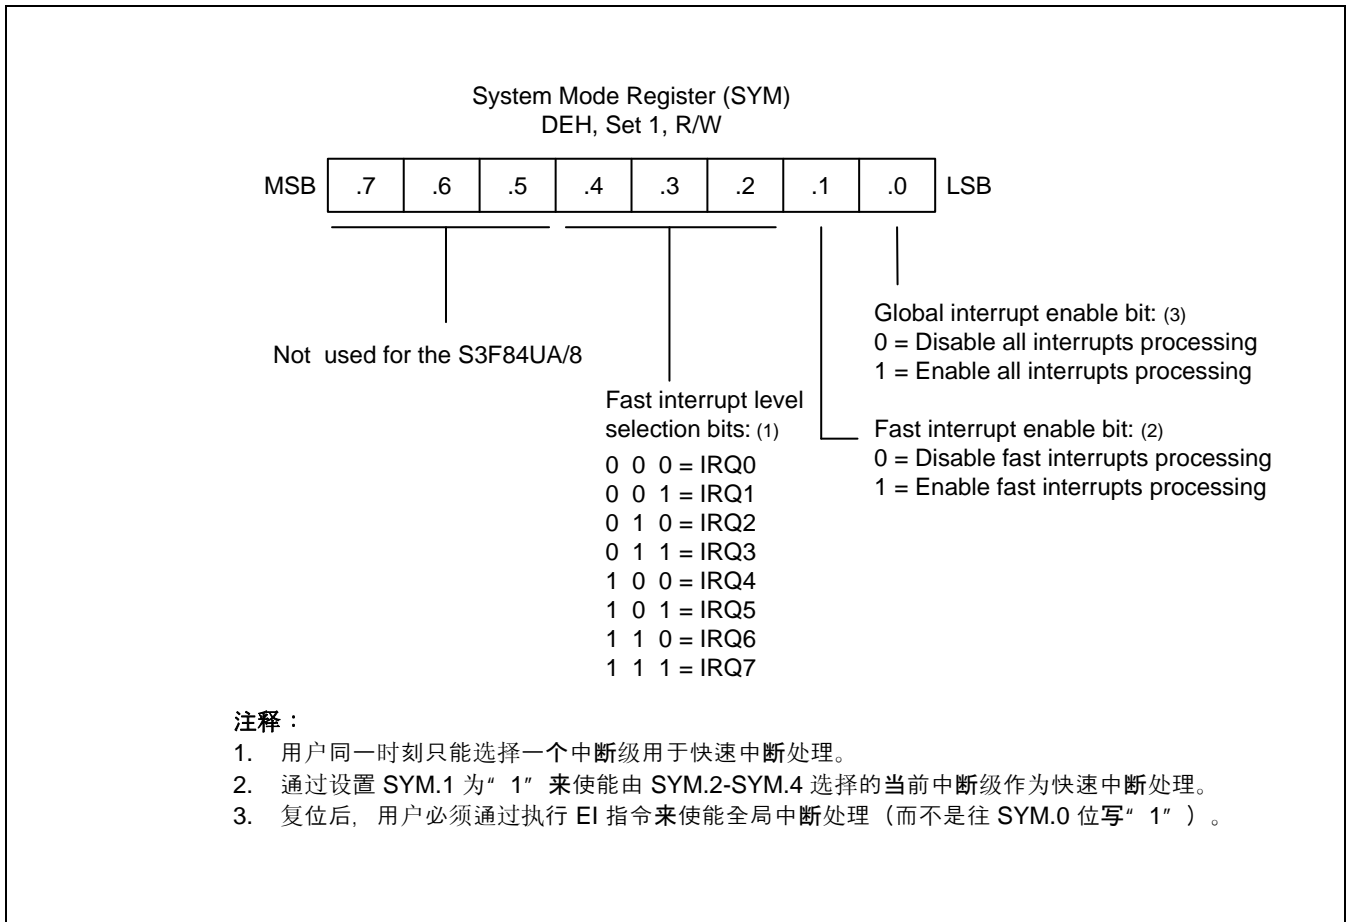 System Mode Register (SYM)
DEH, Set 1, R/W
MSB .7 .6 .5 .4 .3 .2 .1 .0 LSB
Not used for the S3F84UA/8
Fast interrupt level
selection bits: (1)
0 0 0 = IRQ0
0 0 1 = IRQ1
0 1 0 = IRQ2
0 1 1 = IRQ3
1 0 0 = IRQ4
1 0 1 = IRQ5
1 1 0 = IRQ6
1 1 1 = IRQ7
Global interrupt enable bit: (3)
0 = Disable all interrupts processing
1 = Enable all interrupts processing
Fast interrupt enable bit: (2)
0 = Disable fast interrupts processing
1 = Enable fast interrupts processing
注释：
1. 用户同一时刻只能选择一个中断级用于快速中断处理。
2. 通过设置 SYM.1 为“1”来使能由 SYM.2-SYM.4 选择的当前中断级作为快速中断处理。
3. 复位后，用户必须通过执行 EI 指令来使能全局中断处理（而不是往 SYM.0 位写“1”）。